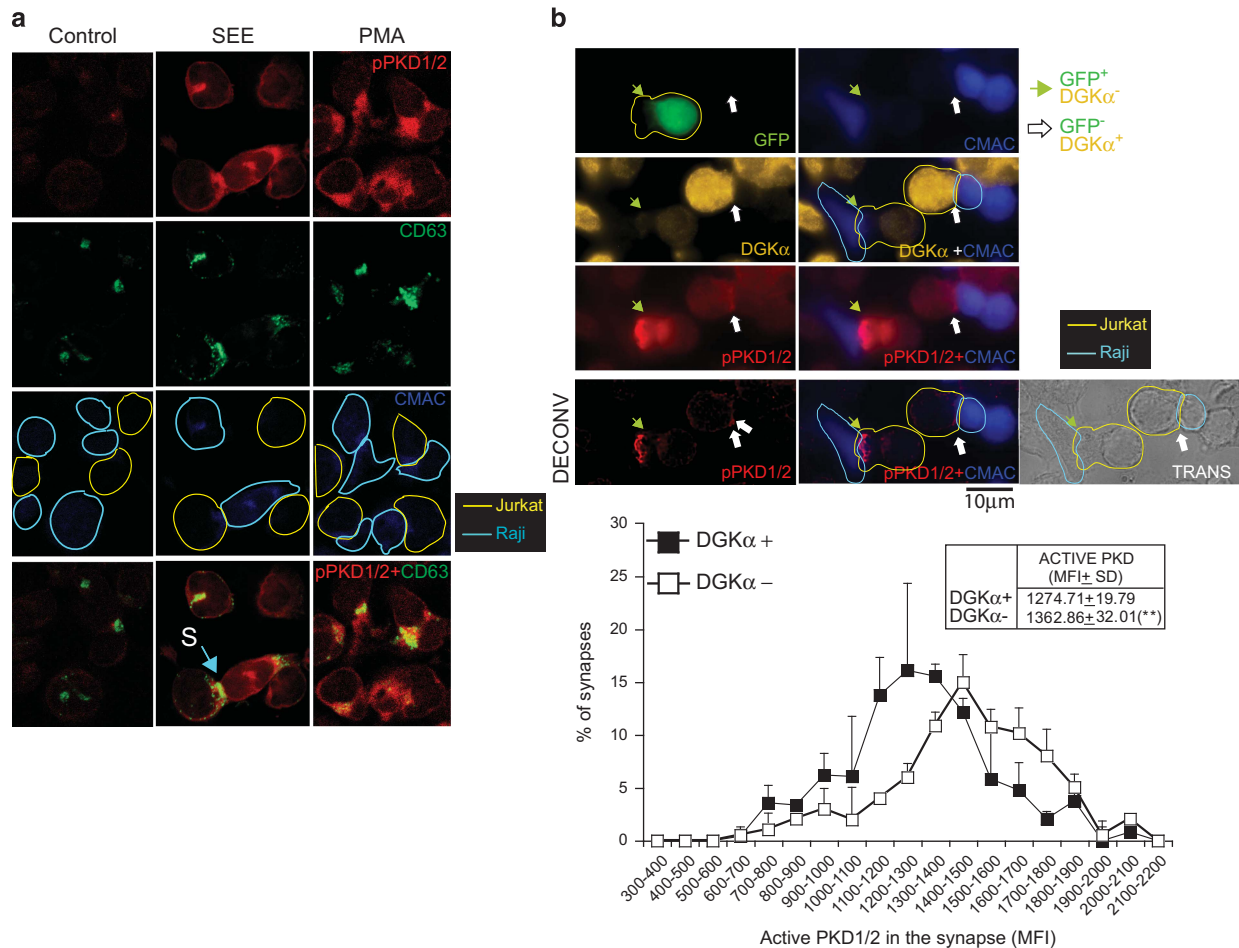 a
Control SEE PMA
pPKD1/2
CD63
CMAC
Jurkat
Raji
pPKD1/2+CD63
S
b
GFP
CMAC
GFP+
DGKα-
GFP-
DGKα+
DGKα
DGKα +CMAC
pPKD1/2
pPKD1/2+CMAC
Jurkat
Raji
DECONV
pPKD1/2
pPKD1/2+CMAC
TRANS
10µm
DGKα +
DGKα −
ACTIVE PKD
(MFI± SD)
DGKα+ 1274.71±19.79
DGKα- 1362.86±32.01(**)
% of synapses
30
25
20
15
10
5
0
300-400
400-500
500-600
600-700
700-800
800-900
900-1000
1000-1100
1100-1200
1200-1300
1300-1400
1400-1500
1500-1600
1600-1700
1700-1800
1800-1900
1900-2000
2000-2100
2100-2200
Active PKD1/2 in the synapse (MFI)